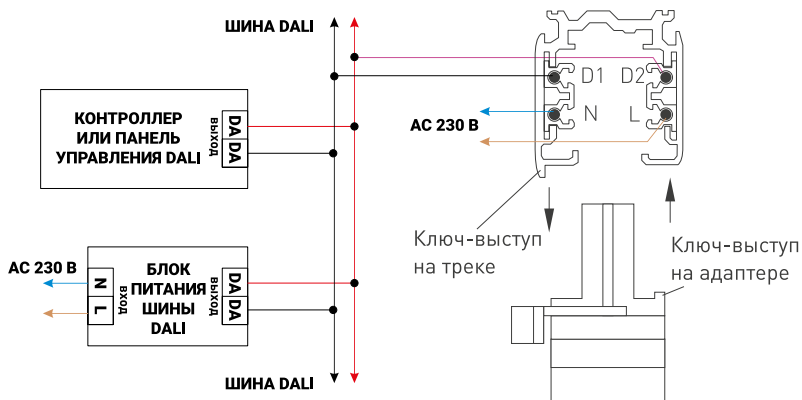 ШИНА DALI
КОНТРОЛЛЕР
ИЛИ ПАНЕЛЬ
УПРАВЛЕНИЯ DALI
ВЫХОД
DA
DA
D1
D2
N
L
AC 230 В
Ключ-выступ
на треке
Ключ-выступ
на адаптере
AC 230 В
N
L
ВХОД
БЛОК
ПИТАНИЯ
ШИНЫ
DALI
ВЫХОД
DA
DA
ШИНА DALI